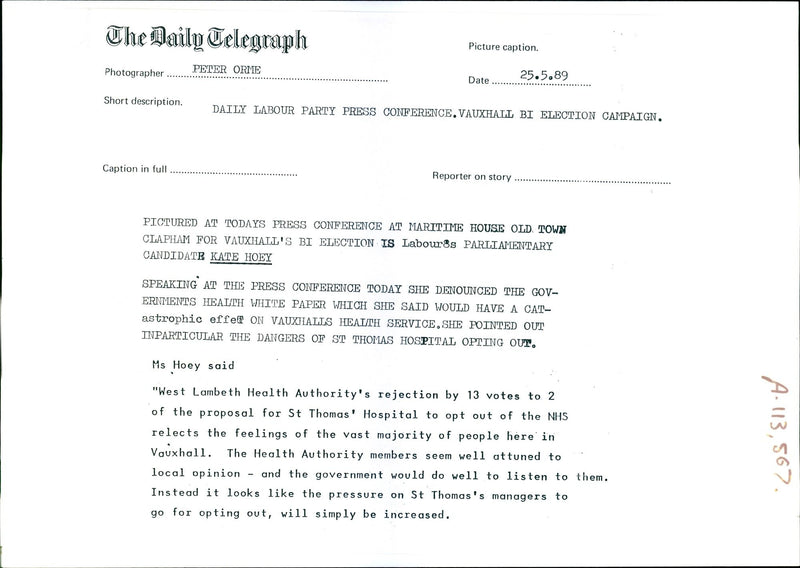 The Daily Telegraph
Picture caption.
Photographer ........ PETER ORME ........
Date ........ 25.5.89 ........
Short description.
DAILY LABOUR PARTY PRESS CONFERENCE.VAUXHALL BI ELECTION CAMPAIGN.
Caption in full ........
Reporter on story ........
PICTURED AT TODAYS PRESS CONFERENCE AT MARITIME HOUSE OLD TOWN
CLAPHAM FOR VAUXHALL'S BI ELECTION IS Labour8s PARLIAMENTARY
CANDIDATE KATE HOEY
SPEAKING AT THE PRESS CONFERENCE TODAY SHE DENOUNCED THE GOV-
ERNMENTS HEALTH WHITE PAPER WHICH SHE SAID WOULD HAVE A CAT-
astrophic effeT ON VAUXHALLS HEALTH SERVICE.SHE POINTED OUT
INPARTICULAR THE DANGERS OF ST THOMAS HOSPITAL OPTING OUT.
Ms Hoey said
"West Lambeth Health Authority's rejection by 13 votes to 2
of the proposal for St Thomas' Hospital to opt out of the NHS
relects the feelings of the vast majority of people here in
Vauxhall. The Health Authority members seem well attuned to
local opinion - and the government would do well to listen to them.
Instead it looks like the pressure on St Thomas's managers to
go for opting out, will simply be increased.
A.113,567.